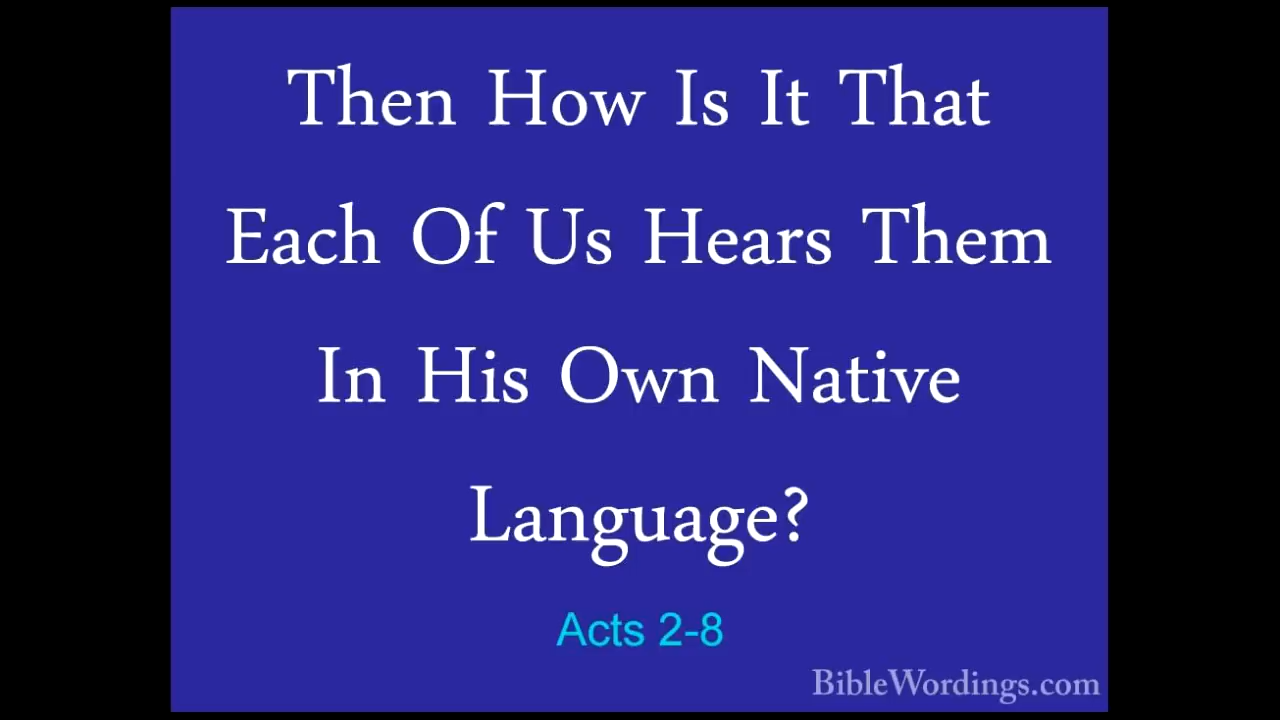 Then How Is It That
Each Of Us Hears Them
In His Own Native
Language?
Acts 2-8
BibleWordings.com